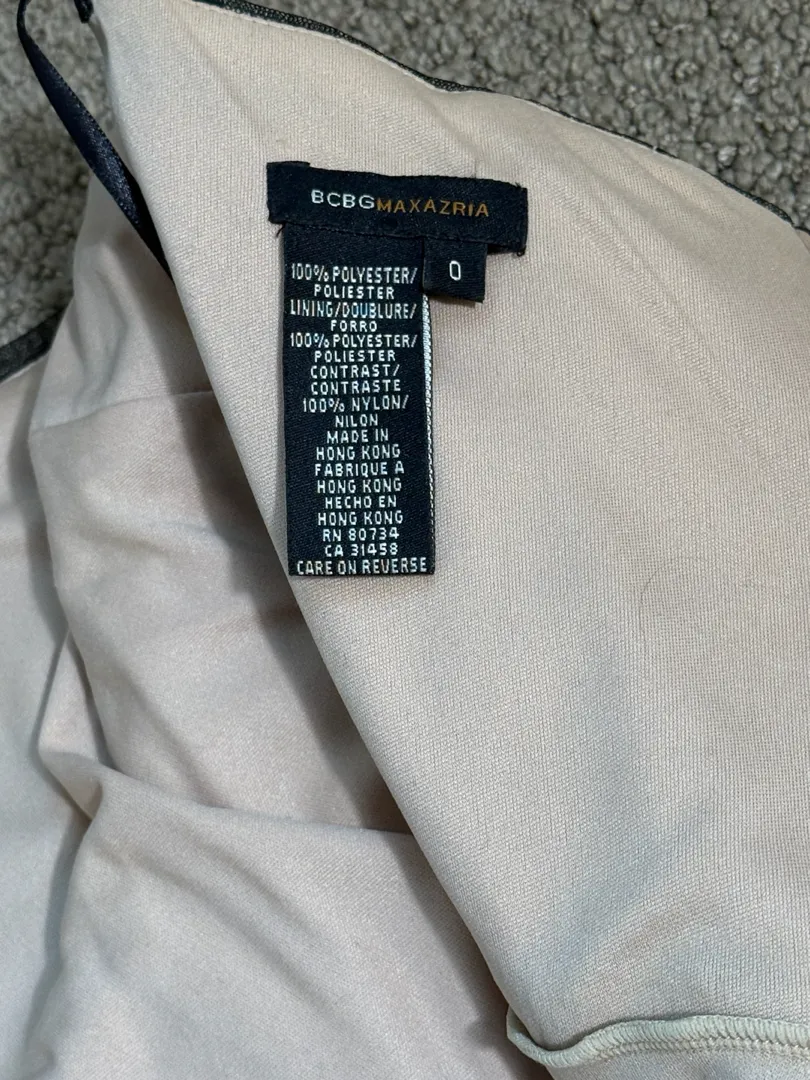 BCBGMAXAZRIA
0
100% POLYESTER/
POLIESTER
LINING/DOUBLURE/
FORRO
100% POLYESTER/
POLIESTER
CONTRAST/
CONTRASTE
100% NYLON/
NILON
MADE IN
HONG KONG
FABRIQUE A
HONG KONG
HECHO EN
HONG KONG
RN 80734
CA 31458
CARE ON REVERSE